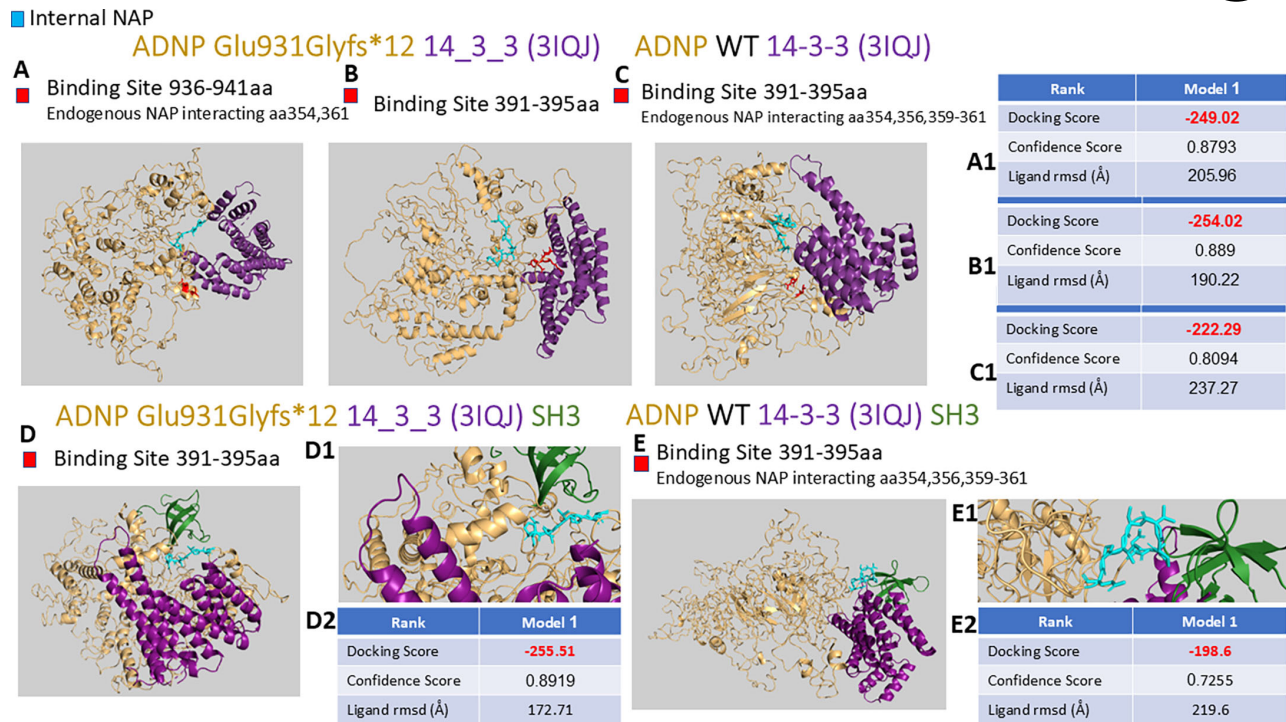 Internal NAP
ADNP Glu931Glyfs*12 14_3_3 (3IQJ)
ADNP WT 14-3-3 (3IQJ)
A
Binding Site 936-941aa
Endogenous NAP interacting aa354,361
B
Binding Site 391-395aa
C
Binding Site 391-395aa
Endogenous NAP interacting aa354,356,359-361
Rank Model 1
A1
Docking Score -249.02
Confidence Score 0.8793
Ligand rmsd (Å) 205.96
B1
Docking Score -254.02
Confidence Score 0.889
Ligand rmsd (Å) 190.22
C1
Docking Score -222.29
Confidence Score 0.8094
Ligand rmsd (Å) 237.27
ADNP Glu931Glyfs*12 14_3_3 (3IQJ) SH3
ADNP WT 14-3-3 (3IQJ) SH3
D
Binding Site 391-395aa
D1
E
Binding Site 391-395aa
Endogenous NAP interacting aa354,356,359-361
E1
D2
Rank Model 1
Docking Score -255.51
Confidence Score 0.8919
Ligand rmsd (Å) 172.71
E2
Rank Model 1
Docking Score -198.6
Confidence Score 0.7255
Ligand rmsd (Å) 219.6